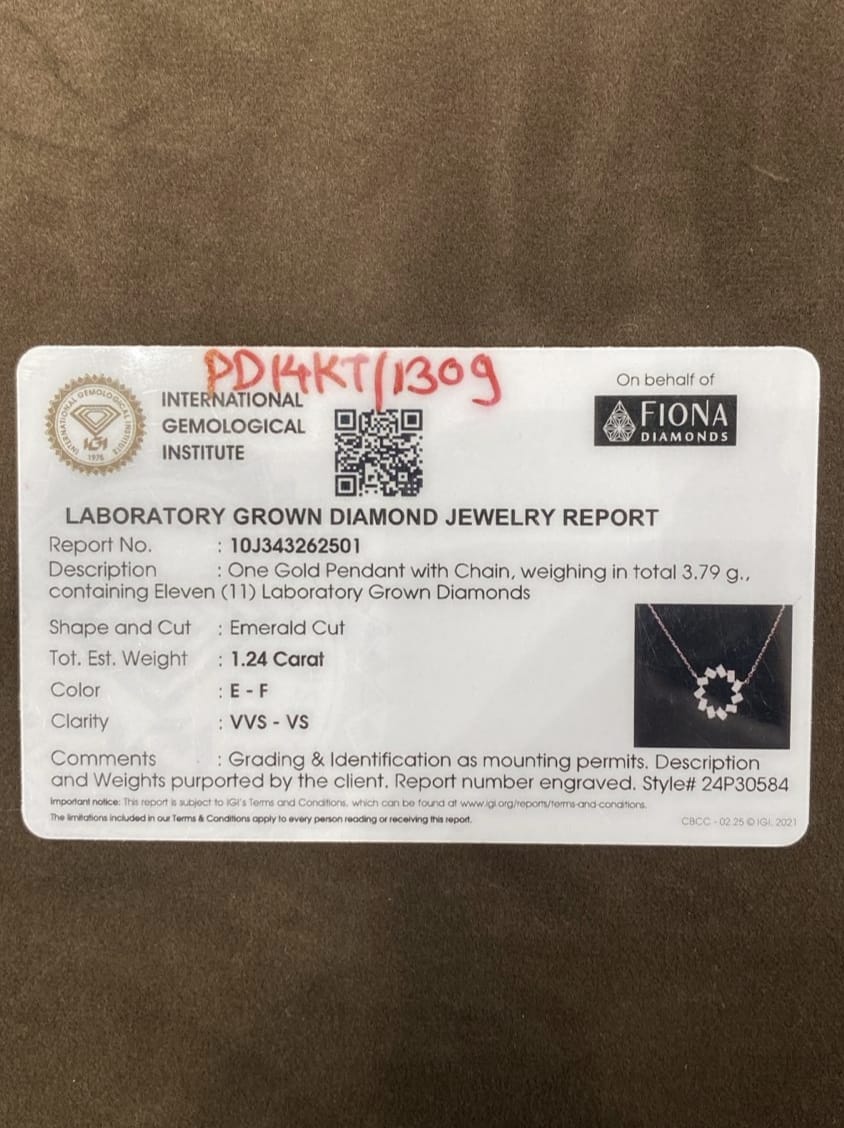 PD14KT/1309
INTERNATIONAL GEMOLOGICAL INSTITUTE
IGI
1975
INTERNATIONAL
GEMOLOGICAL
INSTITUTE
On behalf of
FIONA
DIAMONDS
LABORATORY GROWN DIAMOND JEWELRY REPORT
Report No. : 10J343262501
Description : One Gold Pendant with Chain, weighing in total 3.79 g.,
containing Eleven (11) Laboratory Grown Diamonds
Shape and Cut : Emerald Cut
Tot. Est. Weight : 1.24 Carat
Color : E - F
Clarity : VVS - VS
Comments : Grading & Identification as mounting permits. Description
and Weights purported by the client. Report number engraved. Style# 24P30584
Important notice: This report is subject to IGI's Terms and Conditions, which can be found at www.igi.org/reports/terms-and-conditions.
The limitations included in our Terms & Conditions apply to every person reading or receiving this report.
CBCC - 02.25 © IGI, 2021